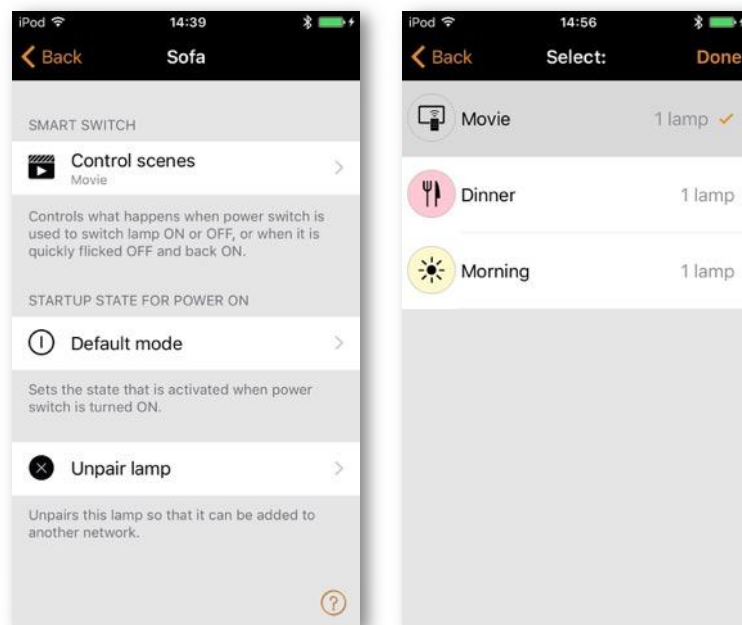 iPod 14:39
Back Sofa
SMART SWITCH
Control scenes
Movie
Controls what happens when power switch is
used to switch lamp ON or OFF, or when it is
quickly flicked OFF and back ON.
STARTUP STATE FOR POWER ON
Default mode
Sets the state that is activated when power
switch is turned ON.
Unpair lamp
Unpairs this lamp so that it can be added to
another network.
?
iPod 14:56
Back Select: Done
Movie 1 lamp
Dinner 1 lamp
Morning 1 lamp